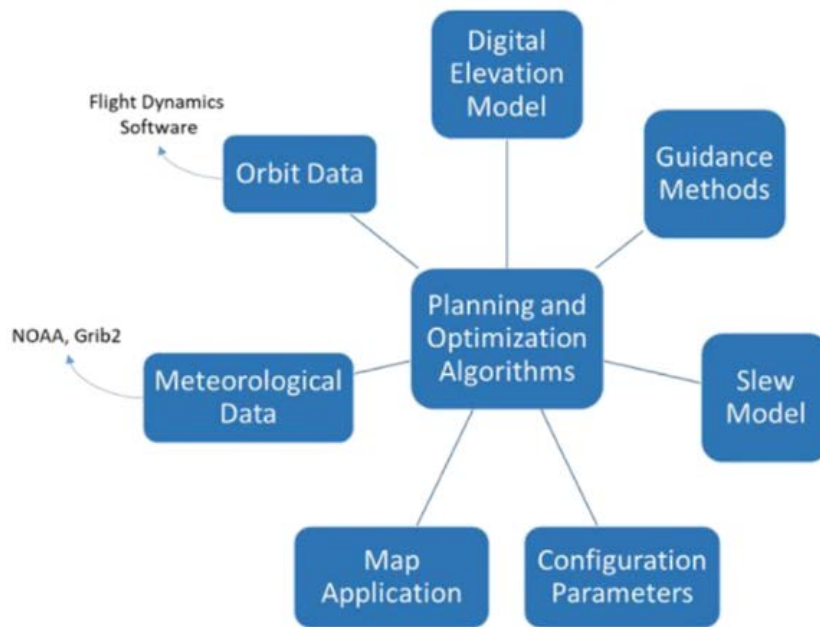 Digital
Elevation
Model
Flight Dynamics
Software
Orbit Data
Guidance
Methods
Planning and
Optimization
Algorithms
NOAA, Grib2
Meteorological
Data
Slew
Model
Map
Application
Configuration
Parameters